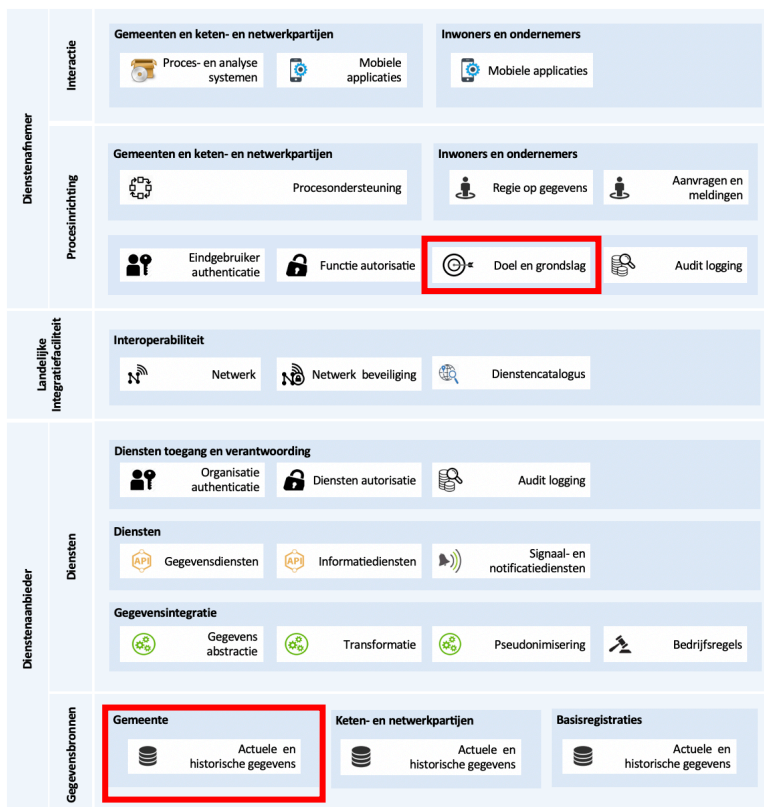 Dienstenafnemer
Interactie
Gemeenten en keten- en netwerkpartijen
Proces- en analyse
systemen
Mobiele
applicaties
Inwoners en ondernemers
Mobiele applicaties
Procesinrichting
Gemeenten en keten- en netwerkpartijen
Procesondersteuning
Inwoners en ondernemers
Regie op gegevens
Aanvragen en
meldingen
Eindgebruiker
authenticatie
Functie autorisatie
Doel en grondslag
Audit logging
Landelijke
Integratiefaciliteit
Interoperabiliteit
Netwerk
Netwerk beveiliging
Dienstencatalogus
Dienstenaanbieder
Diensten
Diensten toegang en verantwoording
Organisatie
authenticatie
Diensten autorisatie
Audit logging
Diensten
API
Gegevensdiensten
API
Informatiediensten
Signaal- en
notificatiediensten
Gegevensintegratie
Gegevens
abstractie
Transformatie
Pseudonimisering
Bedrijfsregels
Gegevensbronnen
Gemeente
Actuele en
historische gegevens
Keten- en netwerkpartijen
Actuele en
historische gegevens
Basisregistraties
Actuele en
historische gegevens